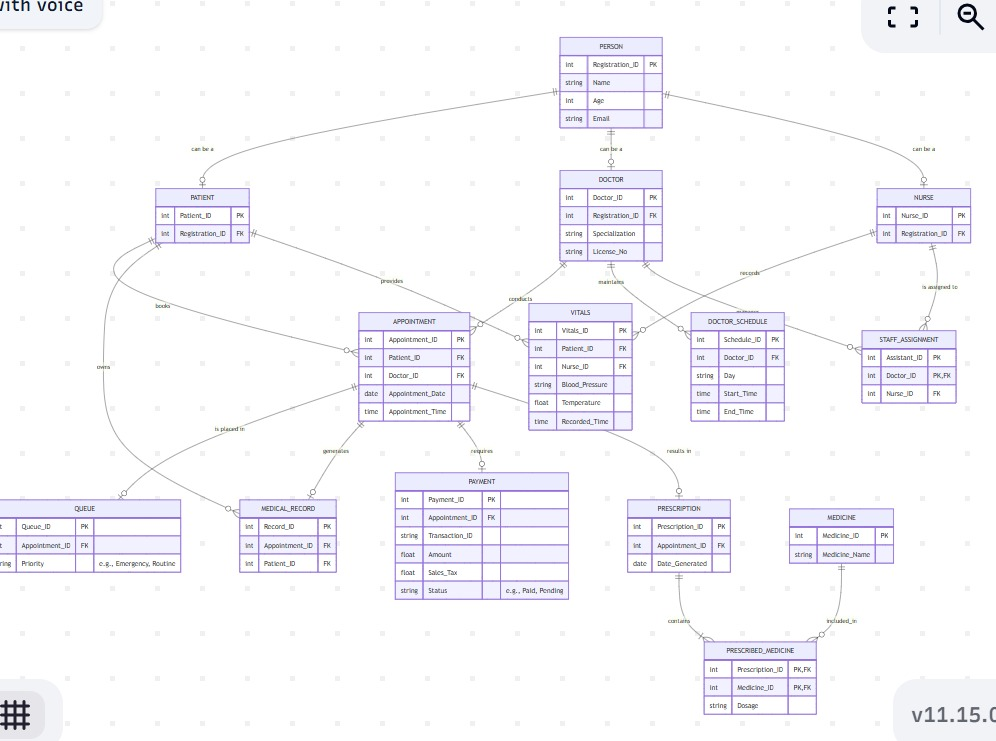 with voice
PERSON
int Registration_ID PK
string Name
int Age
string Email
can be a
can be a
can be a
PATIENT
int Patient_ID PK
int Registration_ID FK
DOCTOR
int Doctor_ID PK
int Registration_ID FK
string Specialization
string License_No
NURSE
int Nurse_ID PK
int Registration_ID FK
provides
records
maintains
is assigned to
conducts
books
APPOINTMENT
int Appointment_ID PK
int Patient_ID FK
int Doctor_ID FK
date Appointment_Date
time Appointment_Time
VITALS
int Vitals_ID PK
int Patient_ID FK
int Nurse_ID FK
string Blood_Pressure
float Temperature
time Recorded_Time
DOCTOR_SCHEDULE
int Schedule_ID PK
int Doctor_ID FK
string Day
time Start_Time
time End_Time
STAFF_ASSIGNMENT
int Assistant_ID PK
int Doctor_ID PK,FK
int Nurse_ID FK
owns
is placed in
generates
requires
results in
QUEUE
Queue_ID PK
Appointment_ID FK
Priority e.g., Emergency, Routine
MEDICAL_RECORD
int Record_ID PK
int Appointment_ID FK
int Patient_ID FK
PAYMENT
int Payment_ID PK
int Appointment_ID FK
string Transaction_ID
float Amount
float Sales_Tax
string Status e.g., Paid, Pending
PRESCRIPTION
int Prescription_ID PK
int Appointment_ID FK
date Date_Generated
MEDICINE
int Medicine_ID PK
string Medicine_Name
contains
included_in
PRESCRIBED_MEDICINE
int Prescription_ID PK,FK
int Medicine_ID PK,FK
string Dosage
v11.15.0